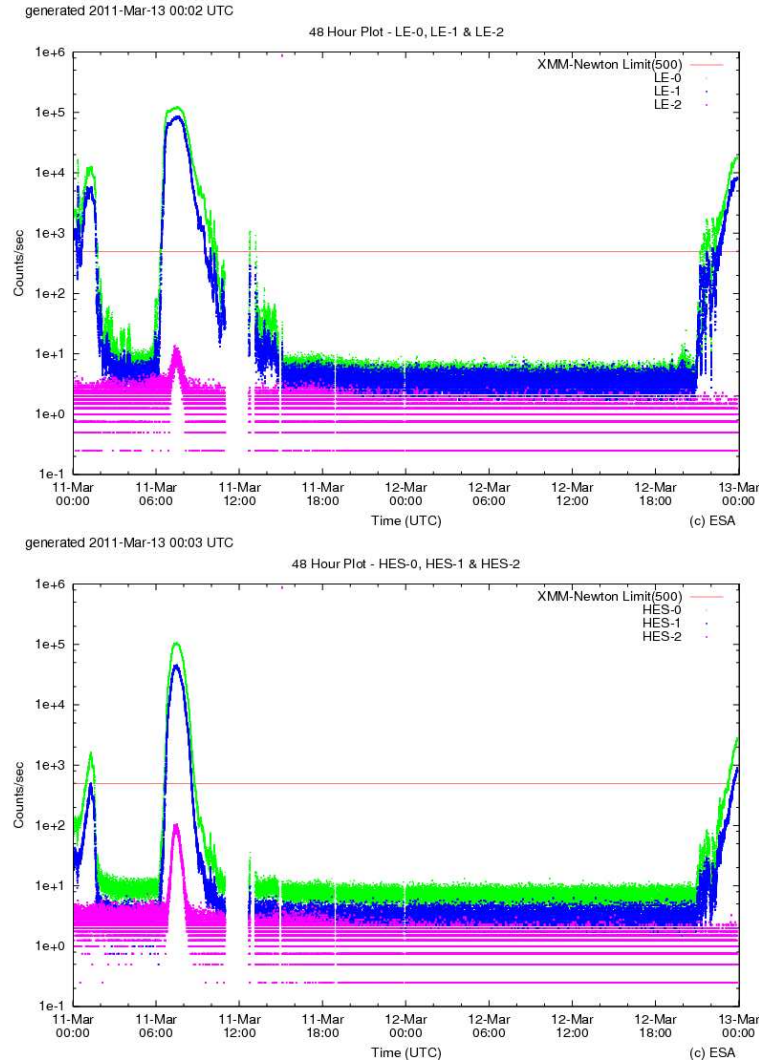 generated 2011-Mar-13 00:02 UTC
48 Hour Plot - LE-0, LE-1 & LE-2
1e+6
1e+5
1e+4
1e+3
1e+2
1e+1
1e+0
1e-1
Counts/sec
XMM-Newton Limit(500)
LE-0
LE-1
LE-2
11-Mar 11-Mar 11-Mar 11-Mar 12-Mar 12-Mar 12-Mar 12-Mar 13-Mar
00:00 06:00 12:00 18:00 00:00 06:00 12:00 18:00 00:00
Time (UTC)
(c) ESA
generated 2011-Mar-13 00:03 UTC
48 Hour Plot - HES-0, HES-1 & HES-2
1e+6
1e+5
1e+4
1e+3
1e+2
1e+1
1e+0
1e-1
Counts/sec
XMM-Newton Limit(500)
HES-0
HES-1
HES-2
11-Mar 11-Mar 11-Mar 11-Mar 12-Mar 12-Mar 12-Mar 12-Mar 13-Mar
00:00 06:00 12:00 18:00 00:00 06:00 12:00 18:00 00:00
Time (UTC)
(c) ESA